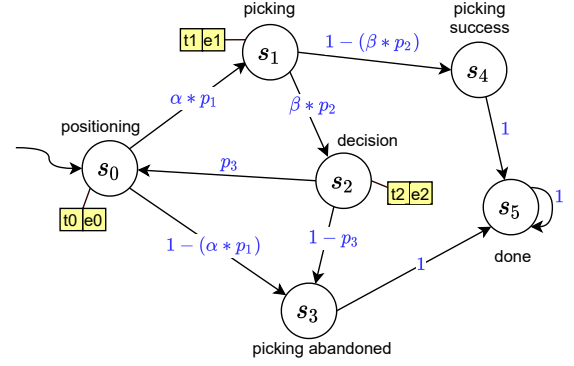 picking
t1 e1
s₁
1 − (β ∗ p₂)
picking
success
s₄
α ∗ p₁
β ∗ p₂
1
positioning
s₀
decision
p₃
s₂
t2 e2
s₅
1
t0 e0
1 − (α ∗ p₁)
1 − p₃
done
1
s₃
picking abandoned